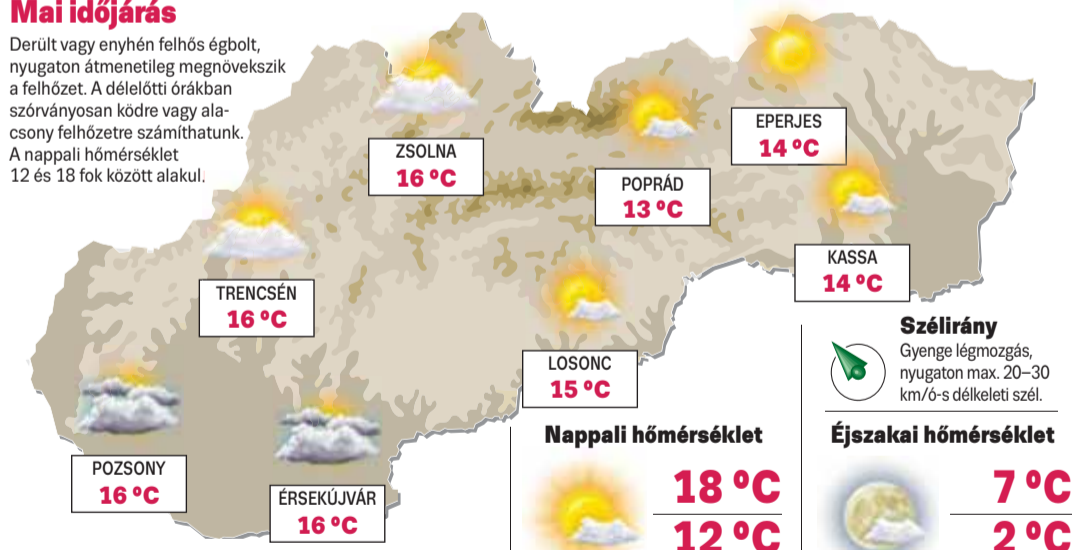 Mai időjárás
Derült vagy enyhén felhős égbolt,
nyugaton átmenetileg megnövekszik
a felhőzet. A délelőtti órákban
szórványosan ködre vagy ala-
csony felhőzetre számíthatunk.
A nappali hőmérséklet
12 és 18 fok között alakul.
ZSOLNA
16 °C
EPERJES
14 °C
POPRÁD
13 °C
KASSA
14 °C
TRENCSÉN
16 °C
LOSONC
15 °C
POZSONY
16 °C
ÉRSEKÚJVÁR
16 °C
Szélirány
Gyenge légmozgás,
nyugaton max. 20–30
km/ó-s délkeleti szél.
Nappali hőmérséklet
18 °C
12 °C
Éjszakai hőmérséklet
7 °C
2 °C